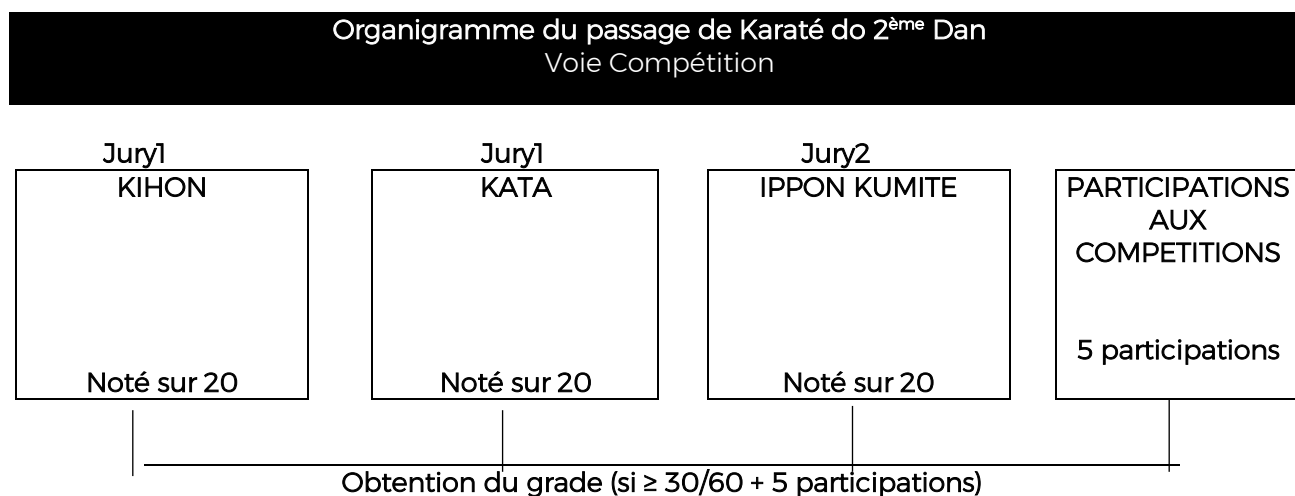 Organigramme du passage de Karaté do 2ème Dan
Voie Compétition
Jury1
KIHON
Noté sur 20
Jury1
KATA
Noté sur 20
Jury2
IPPON KUMITE
Noté sur 20
PARTICIPATIONS
AUX
COMPETITIONS
5 participations
Obtention du grade (si ≥ 30/60 + 5 participations)